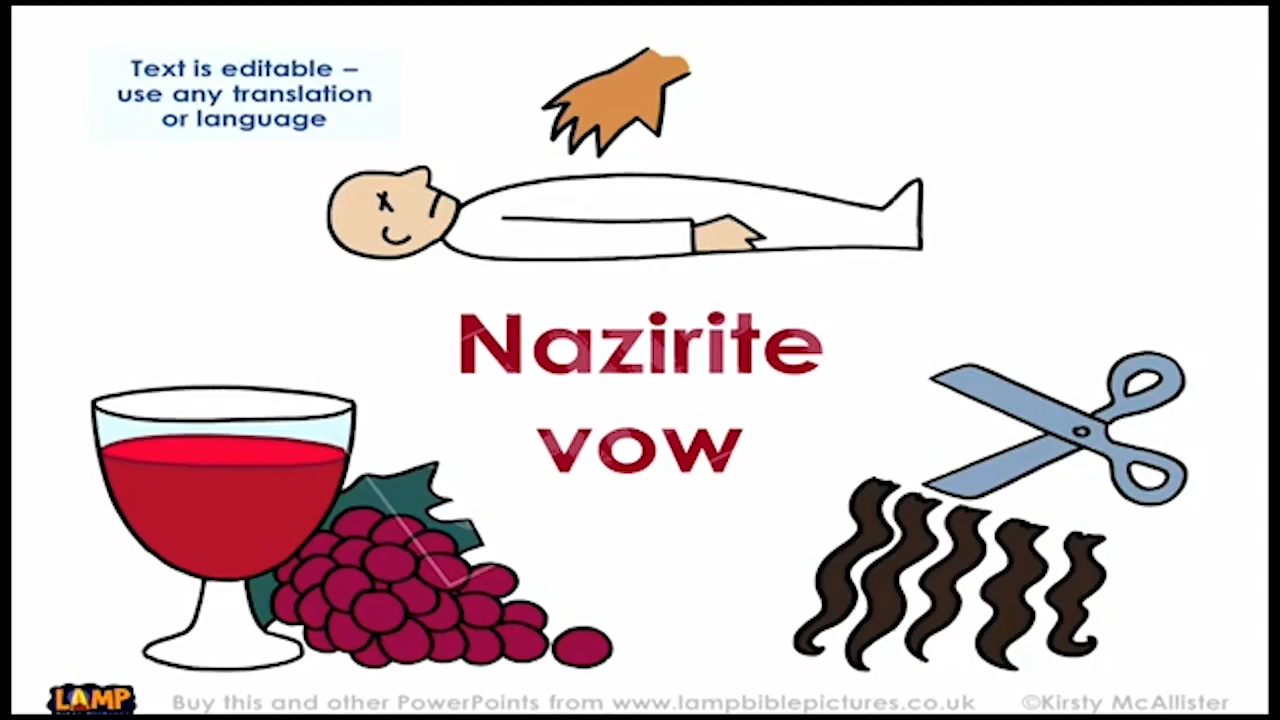 Text is editable –
use any translation
or language
Nazirite
vow
LAMP
Buy this and other PowerPoints from www.lampbiblepictures.co.uk ©Kirsty McAllister